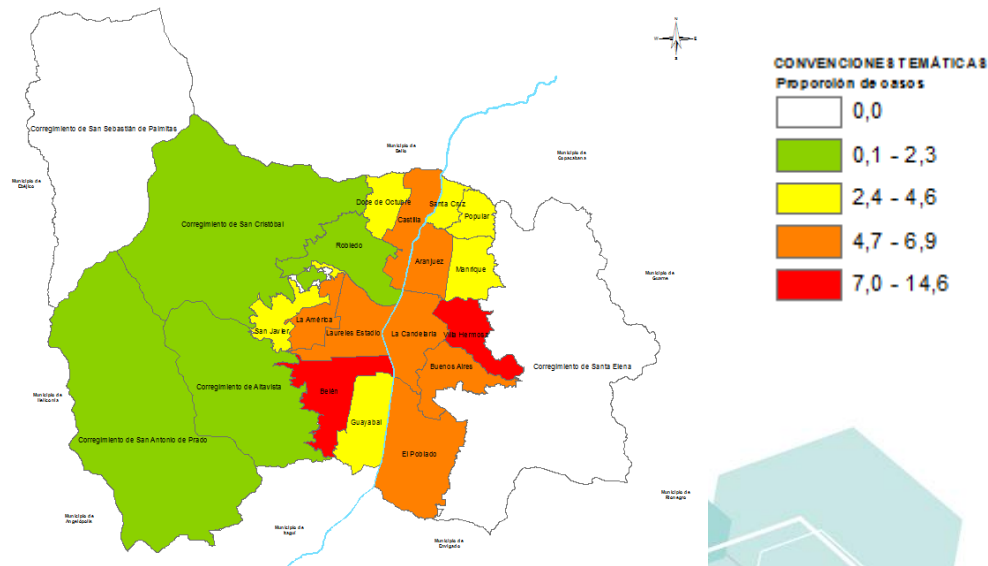 N
W
E
S
CONVENCIONES TEMÁTICAS
Proporción de casos
0,0
0,1 - 2,3
2,4 - 4,6
4,7 - 6,9
7,0 - 14,6
Corregimiento de San Sebastián de Palmitas
Municipio de
Bello
Municipio de
Copacabana
Municipio de
Ebéjico
Doce de Octubre
Santa Cruz
Popular
Castilla
Corregimiento de San Cristóbal
Robledo
Aranjuez
Manrique
Municipio de
Guarne
La América
San Javier
Laureles Estadio
La Candelaria
Villa Hermosa
Buenos Aires
Corregimiento de Santa Elena
Corregimiento de Altavista
Belén
Municipio de
Heliconia
Guayabal
Corregimiento de San Antonio de Prado
El Poblado
Municipio de
Rionegro
Municipio de
Angelópolis
Municipio de
Itagüí
Municipio de
Envigado